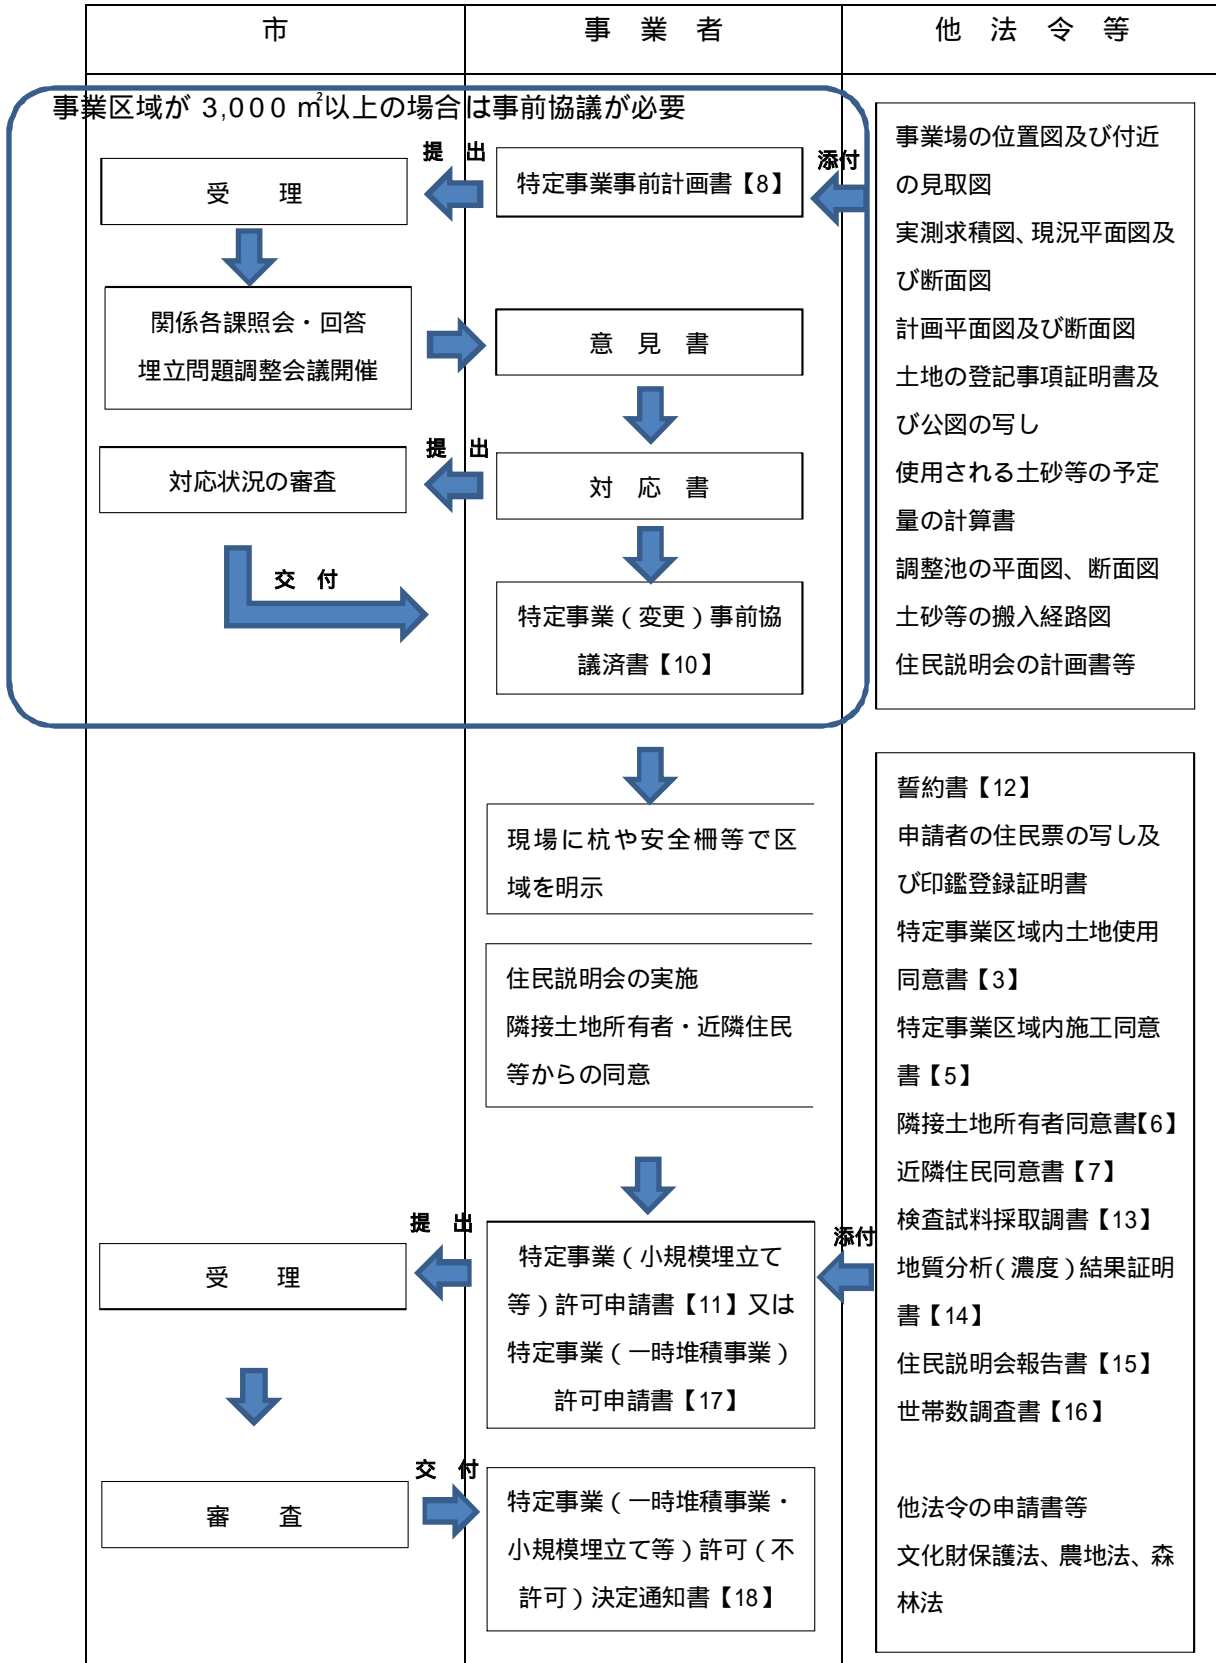 市
事業者
他法令等
事業区域が 3,000 ㎡以上の場合は事前協議が必要
提出
添付
受理
特定事業事前計画書【8】
関係各課照会・回答
埋立問題調整会議開催
意見書
提出
対応状況の審査
対応書
交付
特定事業（変更）事前協
議済書【10】
事業場の位置図及び付近
の見取図
実測求積図、現況平面図及
び断面図
計画平面図及び断面図
土地の登記事項証明書及
び公図の写し
使用される土砂等の予定
量の計算書
調整池の平面図、断面図
土砂等の搬入経路図
住民説明会の計画書等
現場に杭や安全柵等で区
域を明示
住民説明会の実施
隣接土地所有者・近隣住民
等からの同意
提出
添付
受理
特定事業（小規模埋立て
等）許可申請書【11】又は
特定事業（一時堆積事業）
許可申請書【17】
交付
審査
特定事業（一時堆積事業・
小規模埋立て等）許可（不
許可）決定通知書【18】
誓約書【12】
申請者の住民票の写し及
び印鑑登録証明書
特定事業区域内土地使用
同意書【3】
特定事業区域内施工同意
書【5】
隣接土地所有者同意書【6】
近隣住民同意書【7】
検査試料採取調書【13】
地質分析（濃度）結果証明
書【14】
住民説明会報告書【15】
世帯数調査書【16】
他法令の申請書等
文化財保護法、農地法、森
林法